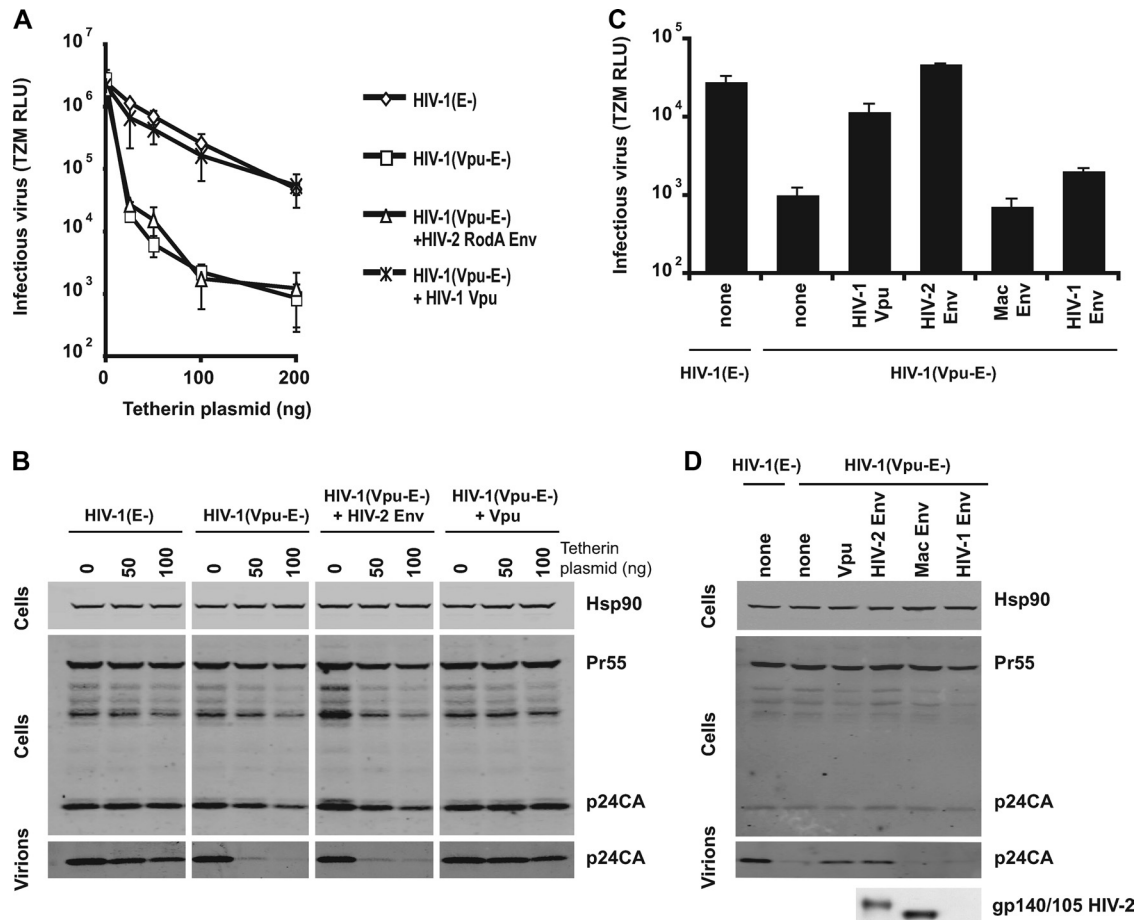 A
10^7
10^6
10^5
10^4
10^3
10^2
Infectious virus (TZM RLU)
0 100 200
Tetherin plasmid (ng)
HIV-1(E-)
HIV-1(Vpu-E-)
HIV-1(Vpu-E-)
+HIV-2 RodA Env
HIV-1(Vpu-E-)
+ HIV-1 Vpu
C
10^5
10^4
10^3
10^2
Infectious virus (TZM RLU)
none
none
HIV-1
Vpu
HIV-2
Env
Mac
Env
HIV-1
Env
HIV-1(E-)
HIV-1(Vpu-E-)
B
HIV-1(E-)
HIV-1(Vpu-E-)
HIV-1(Vpu-E-)
+ HIV-2 Env
HIV-1(Vpu-E-)
+ Vpu
0 50 100 0 50 100 0 50 100 0 50 100
Tetherin
plasmid (ng)
Cells
Hsp90
Cells
Pr55
p24CA
Virions
p24CA
D
HIV-1(E-)
HIV-1(Vpu-E-)
none
none
Vpu
HIV-2 Env
Mac Env
HIV-1 Env
Cells
Hsp90
Cells
Pr55
p24CA
Virions
p24CA
gp140/105 HIV-2